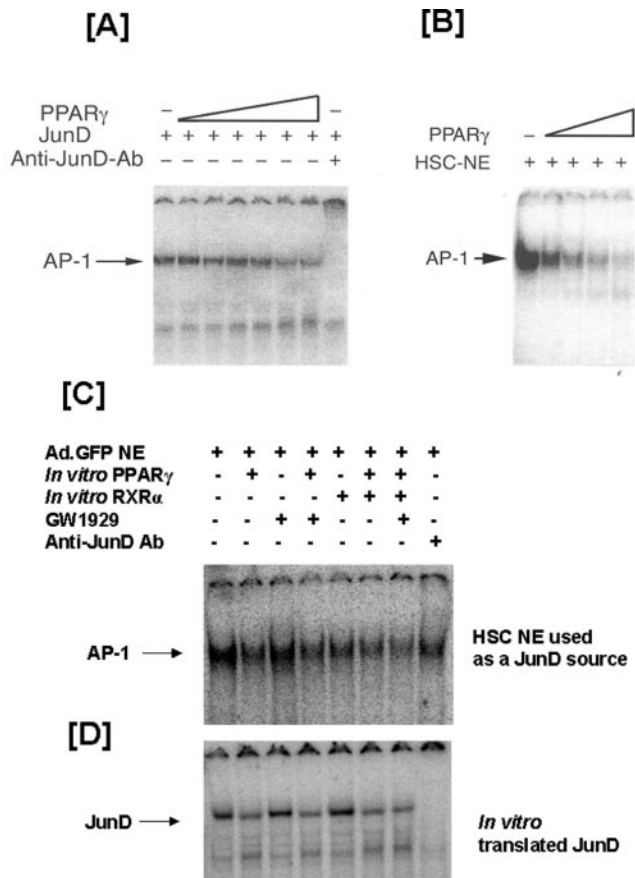 [A]
PPARγ –                 –
JunD + + + + + + + +
Anti-JunD-Ab – – – – – – – +
AP-1
[B]
PPARγ –
HSC-NE + + + + +
AP-1
[C]
Ad.GFP NE + + + + + + + +
In vitro PPARγ - + - + - + + -
In vitro RXRα - - - - + + + -
GW1929 - - + + - - + -
Anti-JunD Ab - - - - - - - +
AP-1
HSC NE used
as a JunD source
[D]
JunD
In vitro
translated JunD